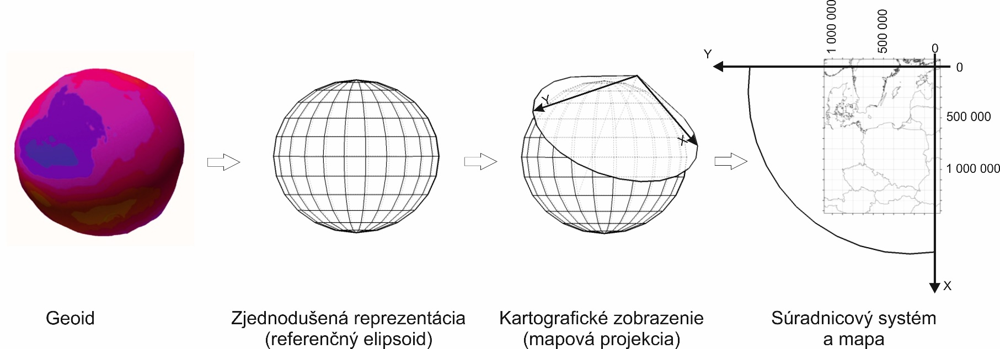 1 000 000
500 000
0
Y
0
Y
X
500 000
1 000 000
X
Geoid
Zjednodušená reprezentácia
(referenčný elipsoid)
Kartografické zobrazenie
(mapová projekcia)
Súradnicový systém
a mapa